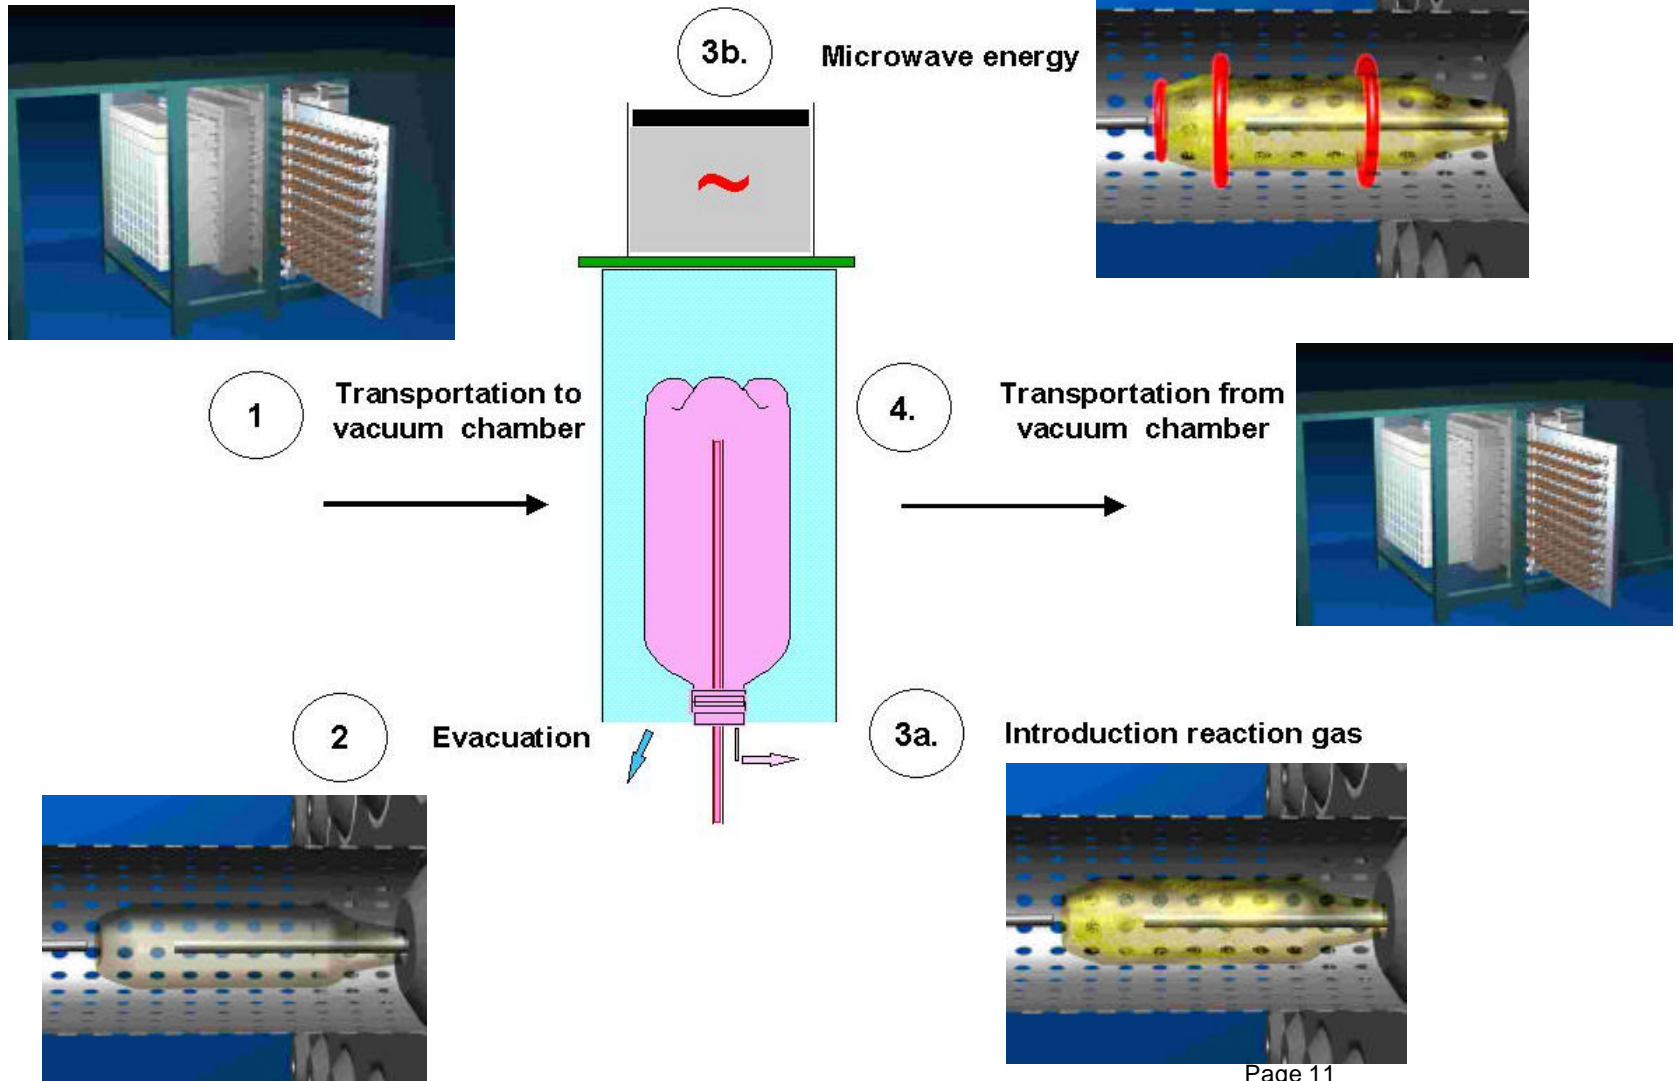 3b.
Microwave energy
~
1
Transportation to
vacuum chamber
4.
Transportation from
vacuum chamber
2
Evacuation
3a.
Introduction reaction gas
Page 11